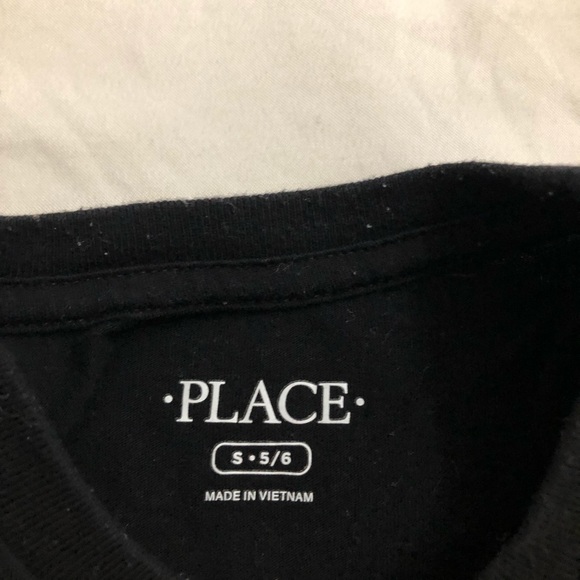 ·PLACE·
S • 5/6
MADE IN VIETNAM